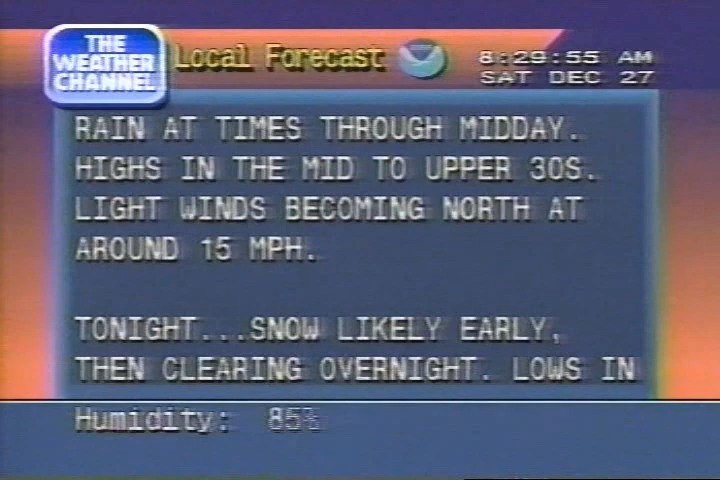 THE
WEATHER
CHANNEL
Local Forecast
8:29:55 AM
SAT DEC 27
RAIN AT TIMES THROUGH MIDDAY.
HIGHS IN THE MID TO UPPER 30S.
LIGHT WINDS BECOMING NORTH AT
AROUND 15 MPH.
TONIGHT...SNOW LIKELY EARLY,
THEN CLEARING OVERNIGHT. LOWS IN
Humidity: 85%